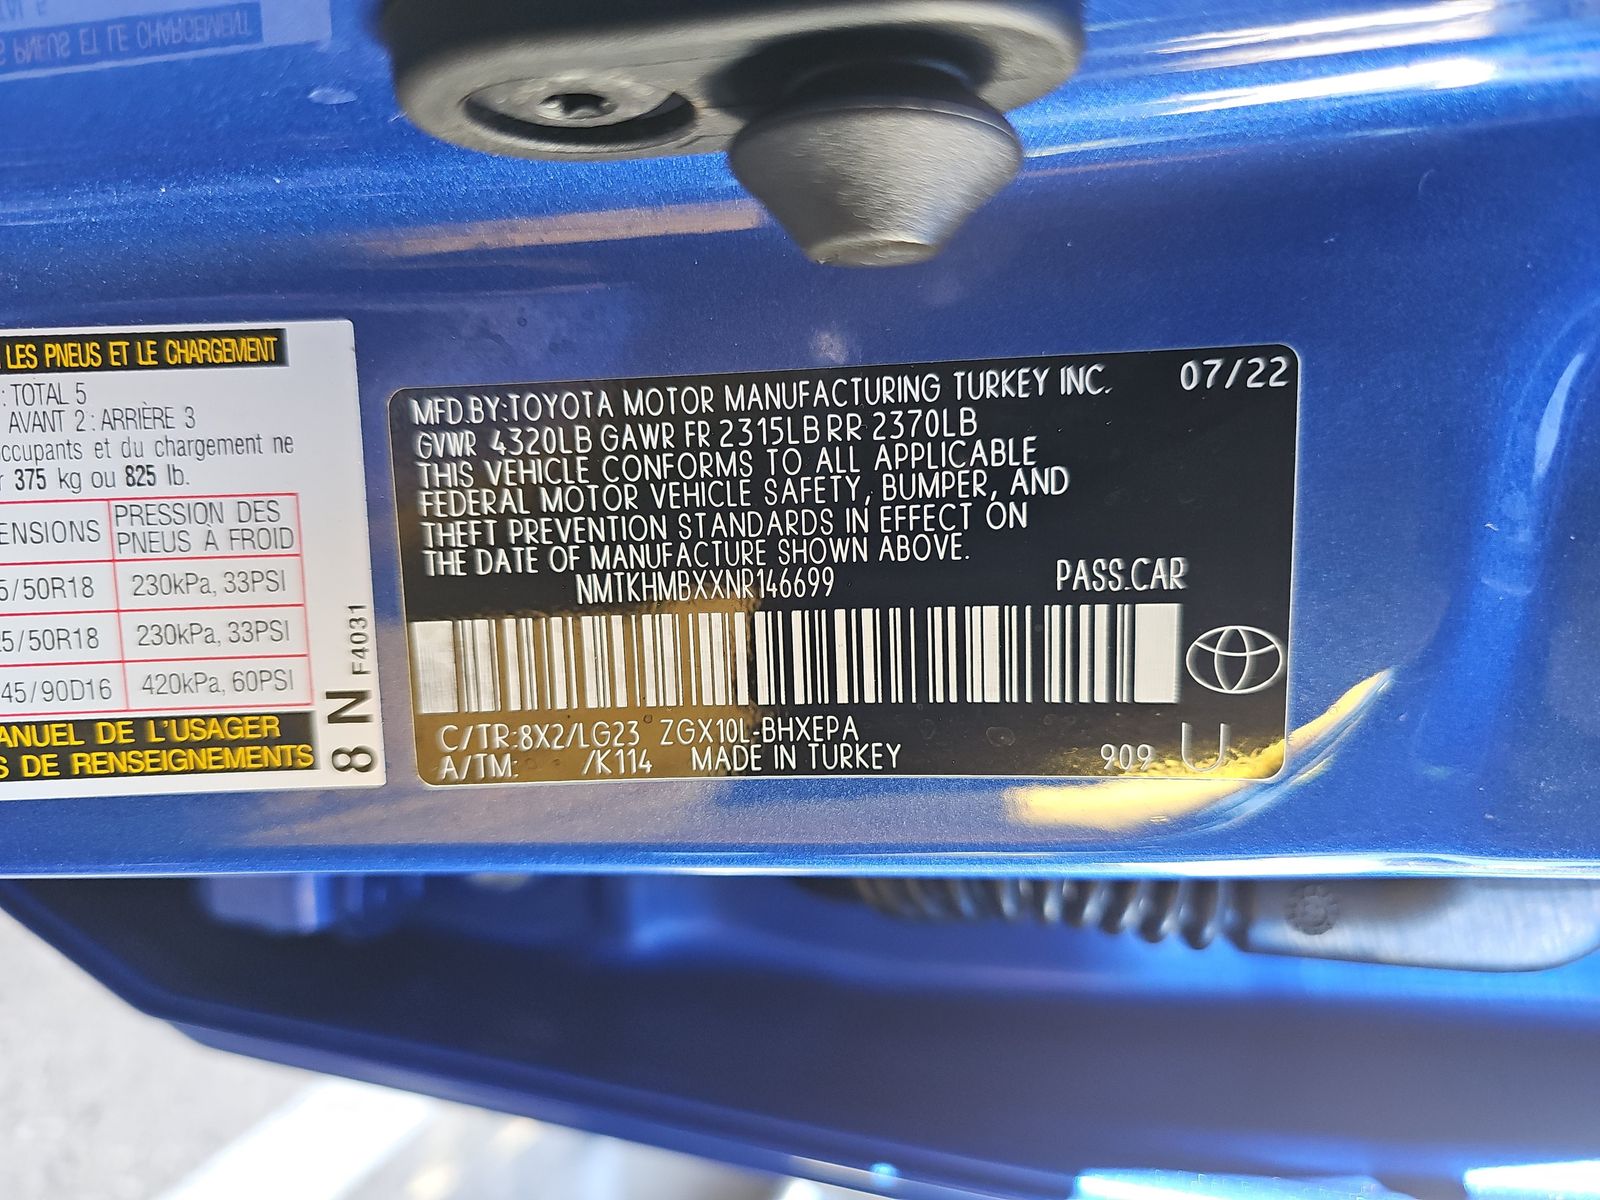 LES PNEUS ET LE CHARGEMENT
: TOTAL 5
AVANT 2 : ARRIÈRE 3
ccupants et du chargement ne
r 375 kg ou 825 lb.
ENSIONS PRESSION DES
PNEUS À FROID
5/50R18 230kPa, 33PSI
25/50R18 230kPa, 33PSI
45/90D16 420kPa, 60PSI
ANUEL DE L'USAGER
S DE RENSEIGNEMENTS
8 N F4031
MFD.BY:TOYOTA MOTOR MANUFACTURING TURKEY INC. 07/22
GVWR 4320LB GAWR FR 2315LB RR 2370LB
THIS VEHICLE CONFORMS TO ALL APPLICABLE
FEDERAL MOTOR VEHICLE SAFETY, BUMPER, AND
THEFT PREVENTION STANDARDS IN EFFECT ON
THE DATE OF MANUFACTURE SHOWN ABOVE.
NMTKHMBXXNR146699 PASS.CAR
C/TR:8X2/LG23 ZGX10L-BHXEPA
A/TM: /K114 MADE IN TURKEY 909 U